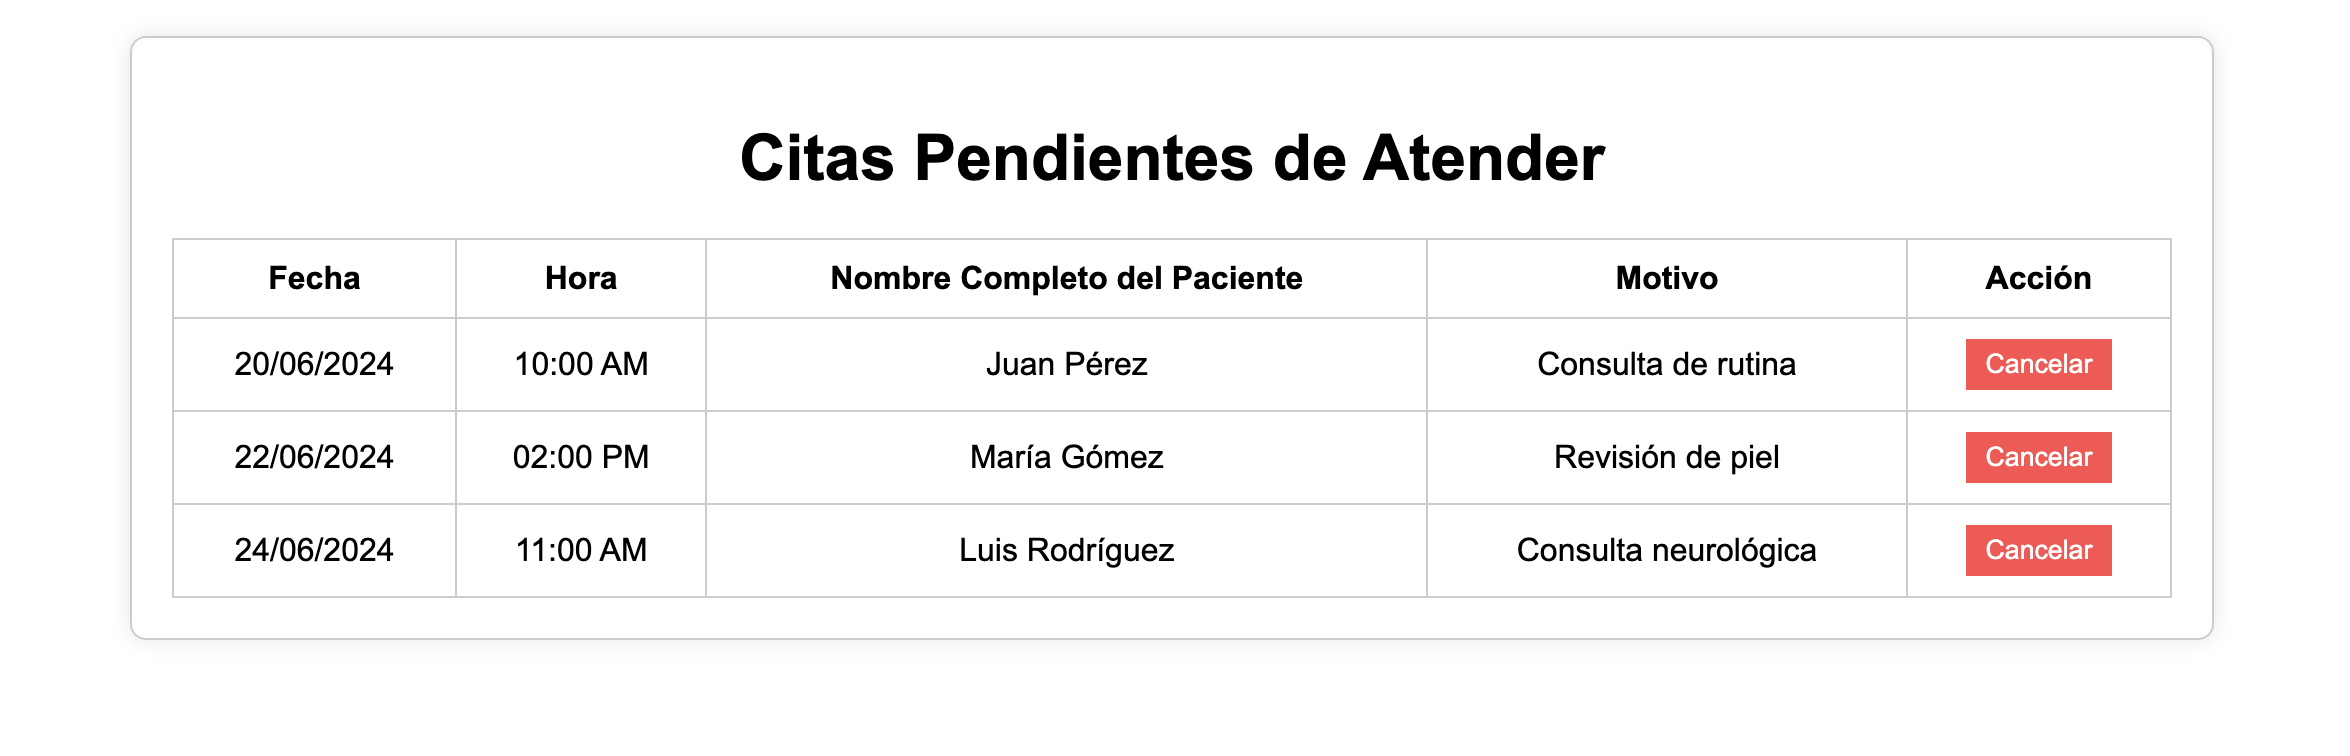 Citas Pendientes de Atender
Fecha Hora Nombre Completo del Paciente Motivo Acción
20/06/2024 10:00 AM Juan Pérez Consulta de rutina Cancelar
22/06/2024 02:00 PM María Gómez Revisión de piel Cancelar
24/06/2024 11:00 AM Luis Rodríguez Consulta neurológica Cancelar